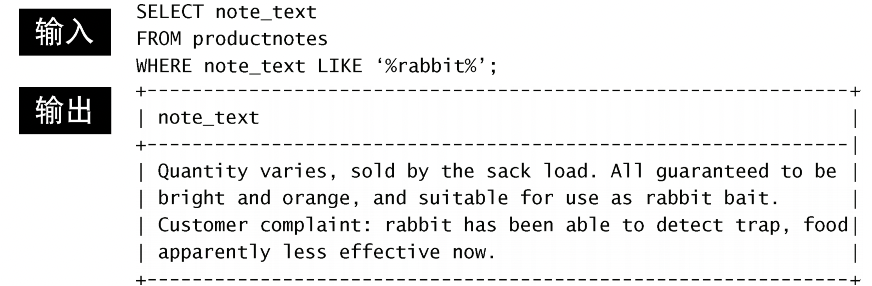 输入
SELECT note_text
FROM productnotes
WHERE note_text LIKE ‘%rabbit%’;
输出
+--------------------------------------------------------------+
| note_text                                                    |
+--------------------------------------------------------------|
| Quantity varies, sold by the sack load. All guaranteed to be |
| bright and orange, and suitable for use as rabbit bait.      |
| Customer complaint: rabbit has been able to detect trap, food|
| apparently less effective now.                               |
+--------------------------------------------------------------+